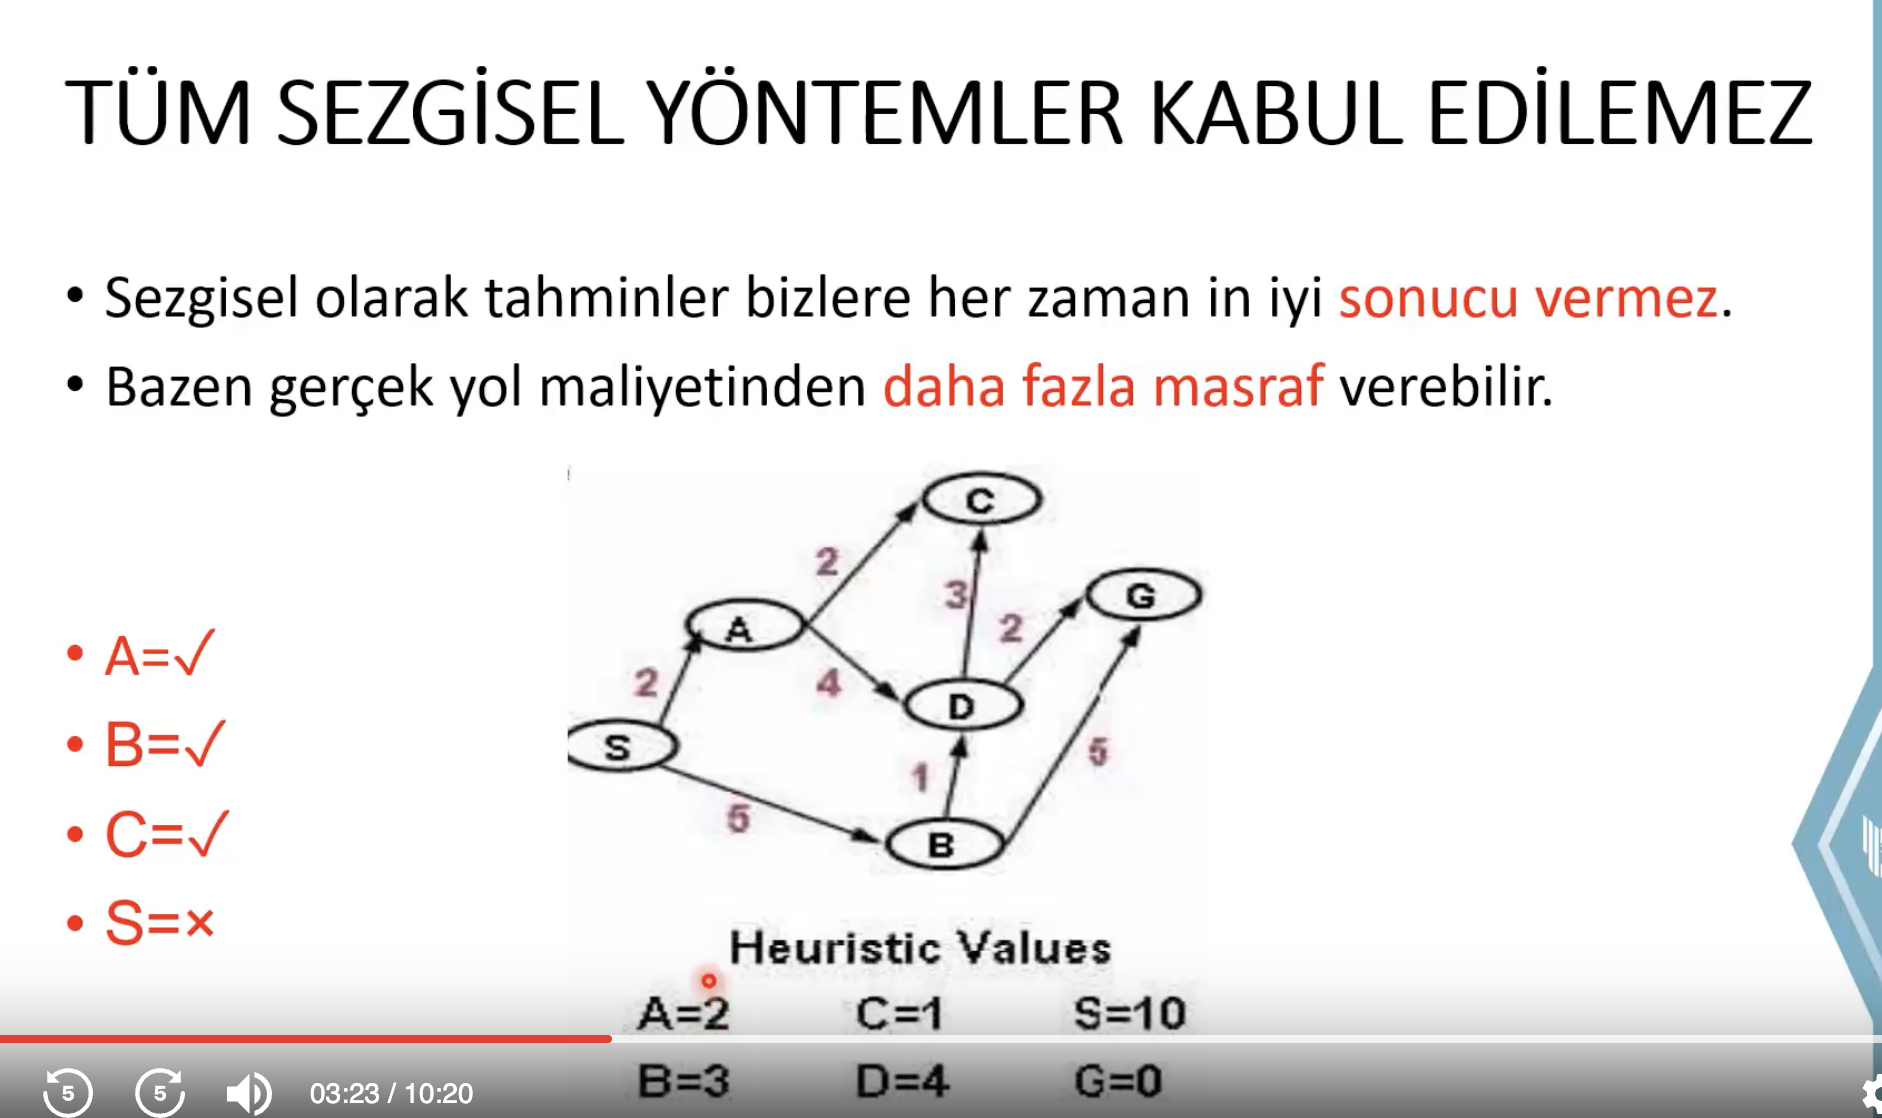 TÜM SEZGİSEL YÖNTEMLER KABUL EDİLEMEZ
• Sezgisel olarak tahminler bizlere her zaman in iyi sonucu vermez.
• Bazen gerçek yol maliyetinden daha fazla masraf verebilir.
• A=✓
• B=✓
• C=✓
• S=×
C
2
3
G
A
2
2
4
D
S
5
1
5
B
Heuristic Values
A=2 C=1 S=10
B=3 D=4 G=0
5 5 03:23 / 10:20